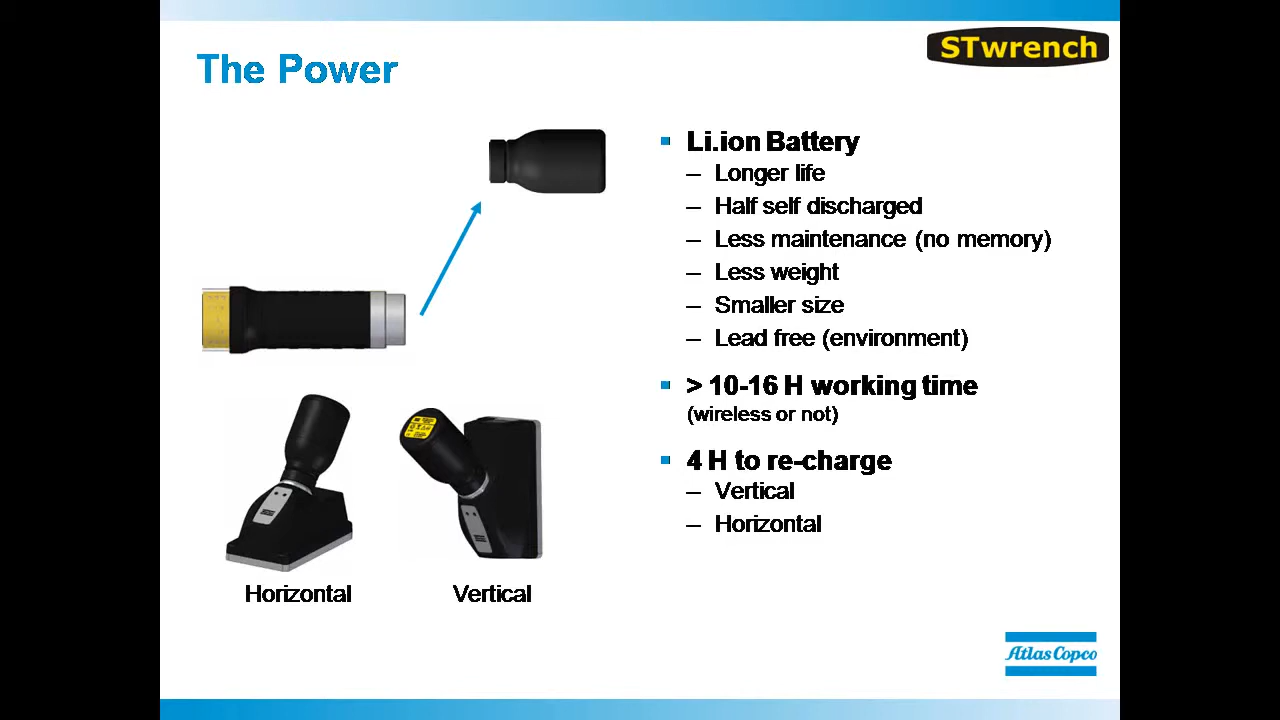 STwrench
The Power
Li.ion Battery
– Longer life
– Half self discharged
– Less maintenance (no memory)
– Less weight
– Smaller size
– Lead free (environment)
> 10-16 H working time
(wireless or not)
4 H to re-charge
– Vertical
– Horizontal
Horizontal
Vertical
Atlas Copco